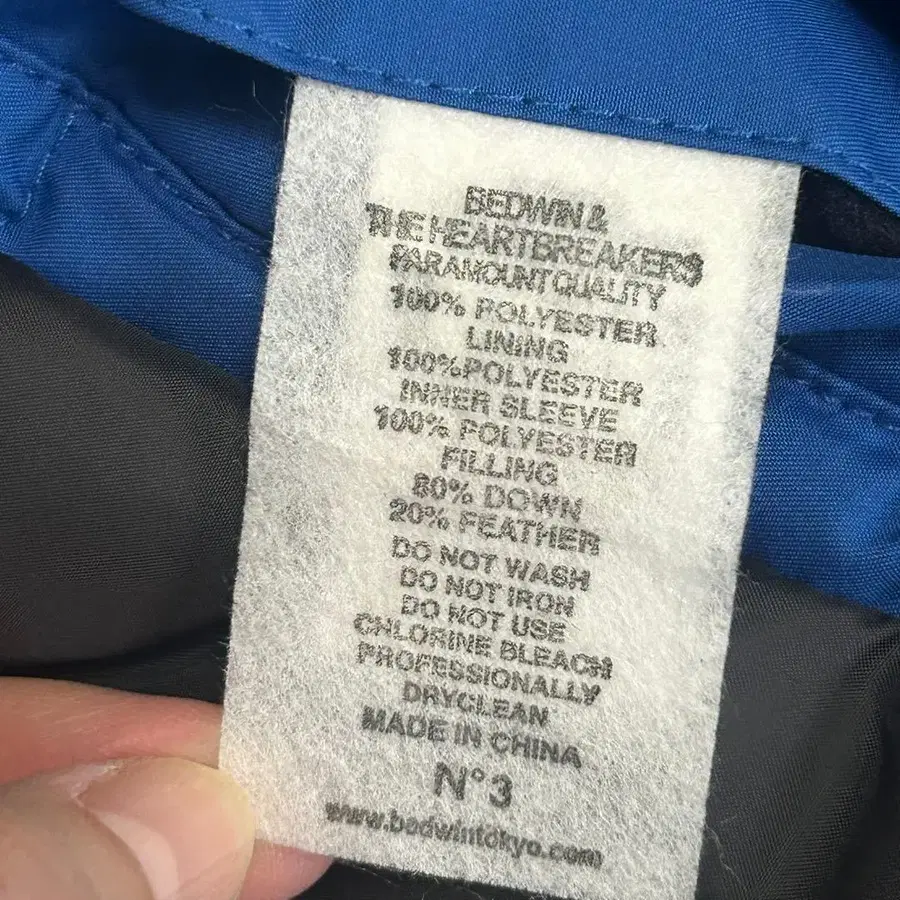 BEDWIN &
THE HEARTBREAKERS
PARAMOUNT QUALITY
100% POLYESTER
LINING
100% POLYESTER
INNER SLEEVE
100% POLYESTER
FILLING
80% DOWN
20% FEATHER
DO NOT WASH
DO NOT IRON
DO NOT USE
CHLORINE BLEACH
PROFESSIONALLY
DRYCLEAN
MADE IN CHINA
N°3
www.bedwintokyo.com